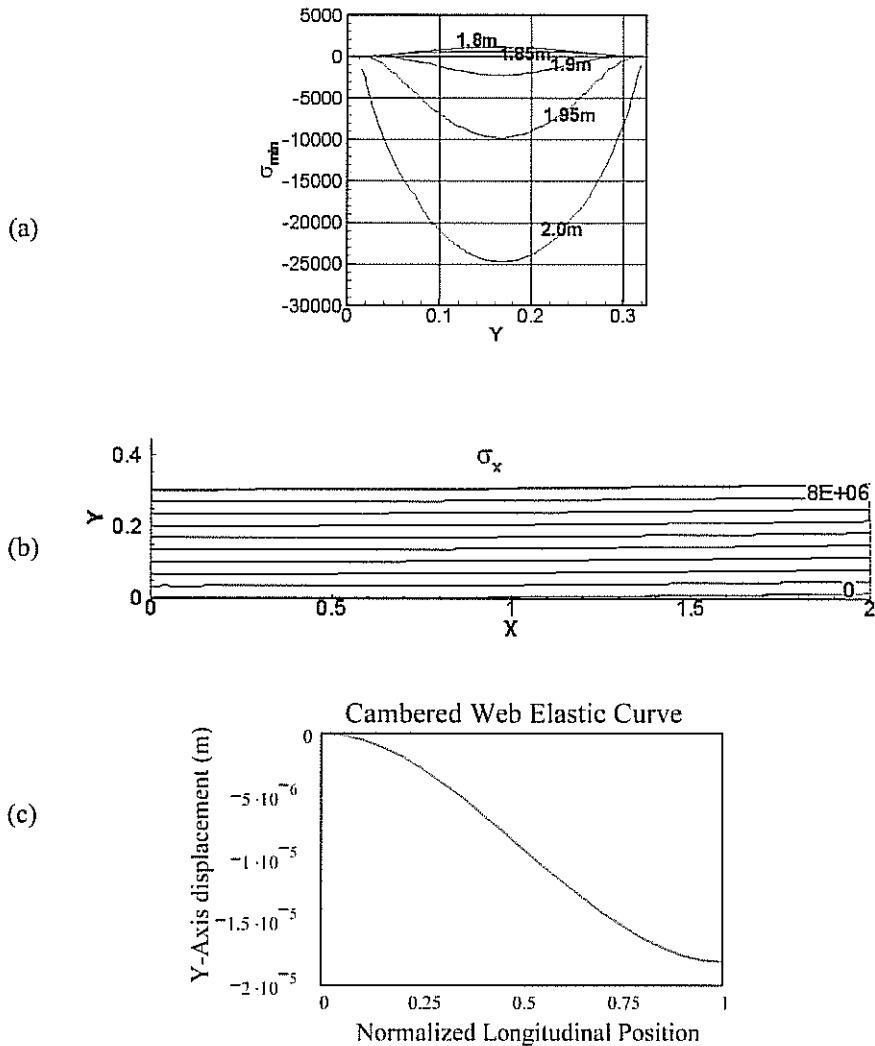 (a)
5000
0
-5000
-10000
-15000
-20000
-25000
-30000
σmin
1.8m
1.85m
1.9m
1.95m
2.0m
0
0.1
0.2
0.3
Y
(b)
σx
0.4
0.2
0
Y
8E+06
0
0
0.5
1
1.5
2
X
(c)
Cambered Web Elastic Curve
Y-Axis displacement (m)
0
−5·10⁻⁶
−1·10⁻⁵
−1.5·10⁻⁵
−2·10⁻⁵
0
0.25
0.5
0.75
1
Normalized Longitudinal Position